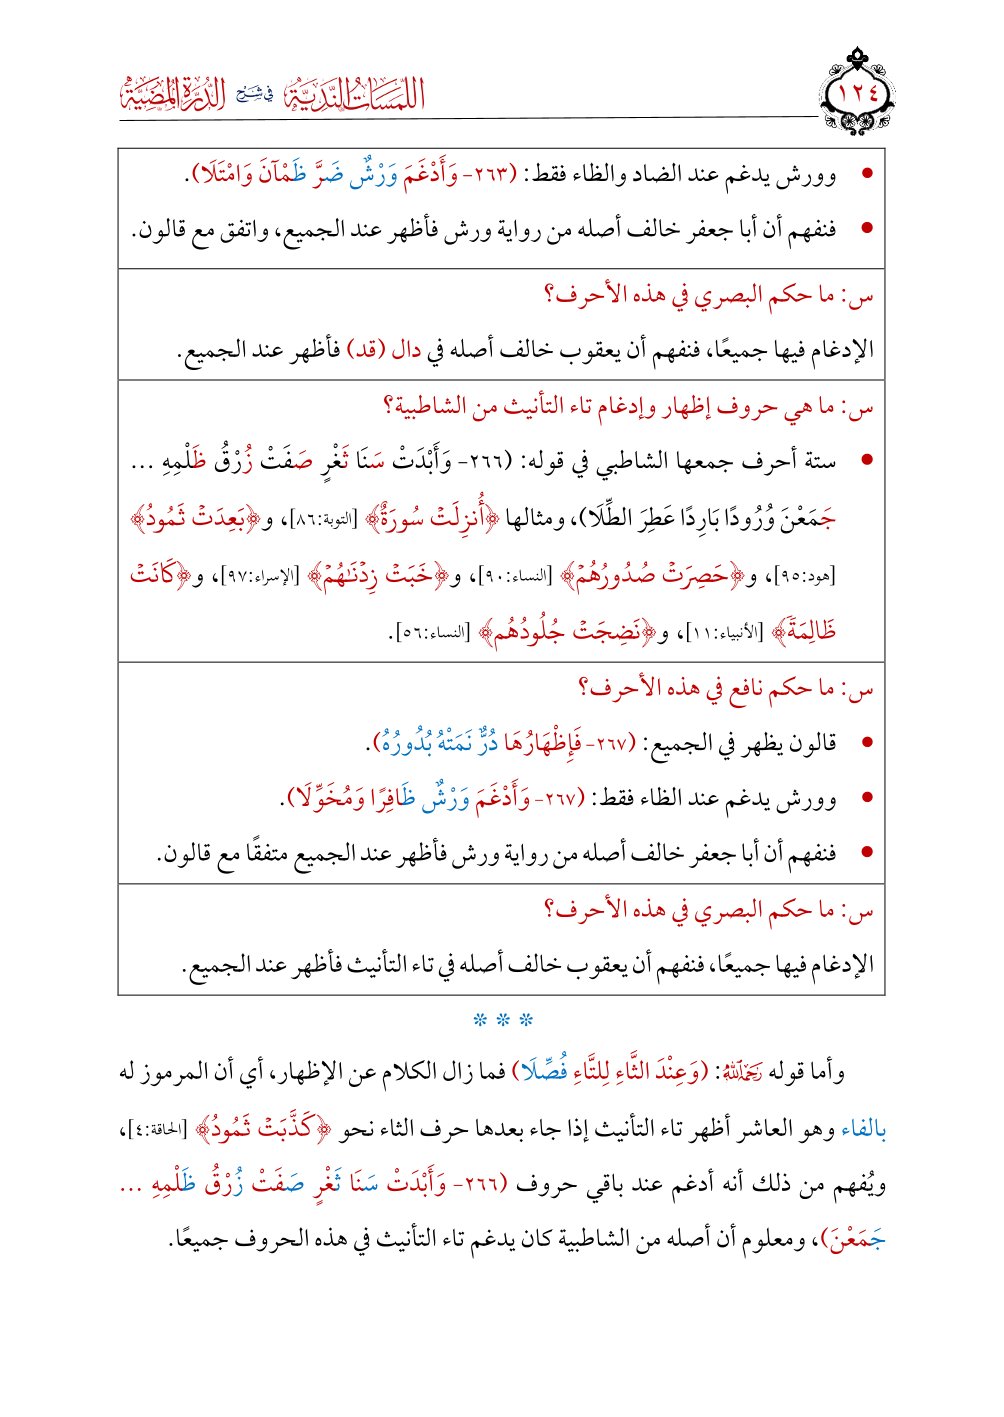 ١٢٤
اللمسات الندية في شرح الدرة المضية
• وورش يدغم عند الضاد والظاء فقط: (٢٦٣- وَأَدْغَمَ وَرْشٌ ضَرَّ ظَمْآنَ وَامْتَلَا).
• فنفهم أن أبا جعفر خالف أصله من رواية ورش فأظهر عند الجميع، واتفق مع قالون.
س: ما حكم البصري في هذه الأحرف؟
الإدغام فيها جميعًا، فنفهم أن يعقوب خالف أصله في دال (قد) فأظهر عند الجميع.
س: ما هي حروف إظهار وإدغام تاء التأنيث من الشاطبية؟
• ستة أحرف جمعها الشاطبي في قوله: (٢٦٦- وَأَبْدَتْ سَنَا ثَغْرٍ صَفَتْ زُرْقُ ظَلْمِهِ ...
جَمَعْنَ وُرُودًا بَارِدًا عَطِرَ الطِّلَا)، ومثالها ﴿أُنزِلَتۡ سُورَةٌ﴾ [التوبة:٨٦]، و﴿بَعِدَتۡ ثَمُودُ﴾
[هود:٩٥]، و﴿حَصِرَتۡ صُدُورُهُمۡ﴾ [النساء:٩٠]، و﴿خَبَتۡ زِدۡنَٰهُمۡ﴾ [الإسراء:٩٧]، و﴿كَانَتۡ
ظَالِمَةٗ﴾ [الأنبياء:١١]، و﴿نَضِجَتۡ جُلُودُهُم﴾ [النساء:٥٦].
س: ما حكم نافع في هذه الأحرف؟
• قالون يظهر في الجميع: (٢٦٧- فَإِظْهَارُهَا دُرٌّ نَمَتْهُ بُدُورُهُ).
• وورش يدغم عند الظاء فقط: (٢٦٧- وَأَدْغَمَ وَرْشٌ ظَافِرًا وَمُخَوِّلَا).
• فنفهم أن أبا جعفر خالف أصله من رواية ورش فأظهر عند الجميع متفقًا مع قالون.
س: ما حكم البصري في هذه الأحرف؟
الإدغام فيها جميعًا، فنفهم أن يعقوب خالف أصله في تاء التأنيث فأظهر عند الجميع.
* * *
وأما قوله رحمه الله: (وَعِنْدَ الثَّاءِ لِلتَّاءِ فُصِّلَا) فما زال الكلام عن الإظهار، أي أن المرموز له
بالفاء وهو العاشر أظهر تاء التأنيث إذا جاء بعدها حرف الثاء نحو ﴿كَذَّبَتۡ ثَمُودُ﴾ [الحاقة:٤]،
ويُفهم من ذلك أنه أدغم عند باقي حروف (٢٦٦- وَأَبْدَتْ سَنَا ثَغْرٍ صَفَتْ زُرْقُ ظَلْمِهِ ...
جَمَعْنَ)، ومعلوم أن أصله من الشاطبية كان يدغم تاء التأنيث في هذه الحروف جميعًا.